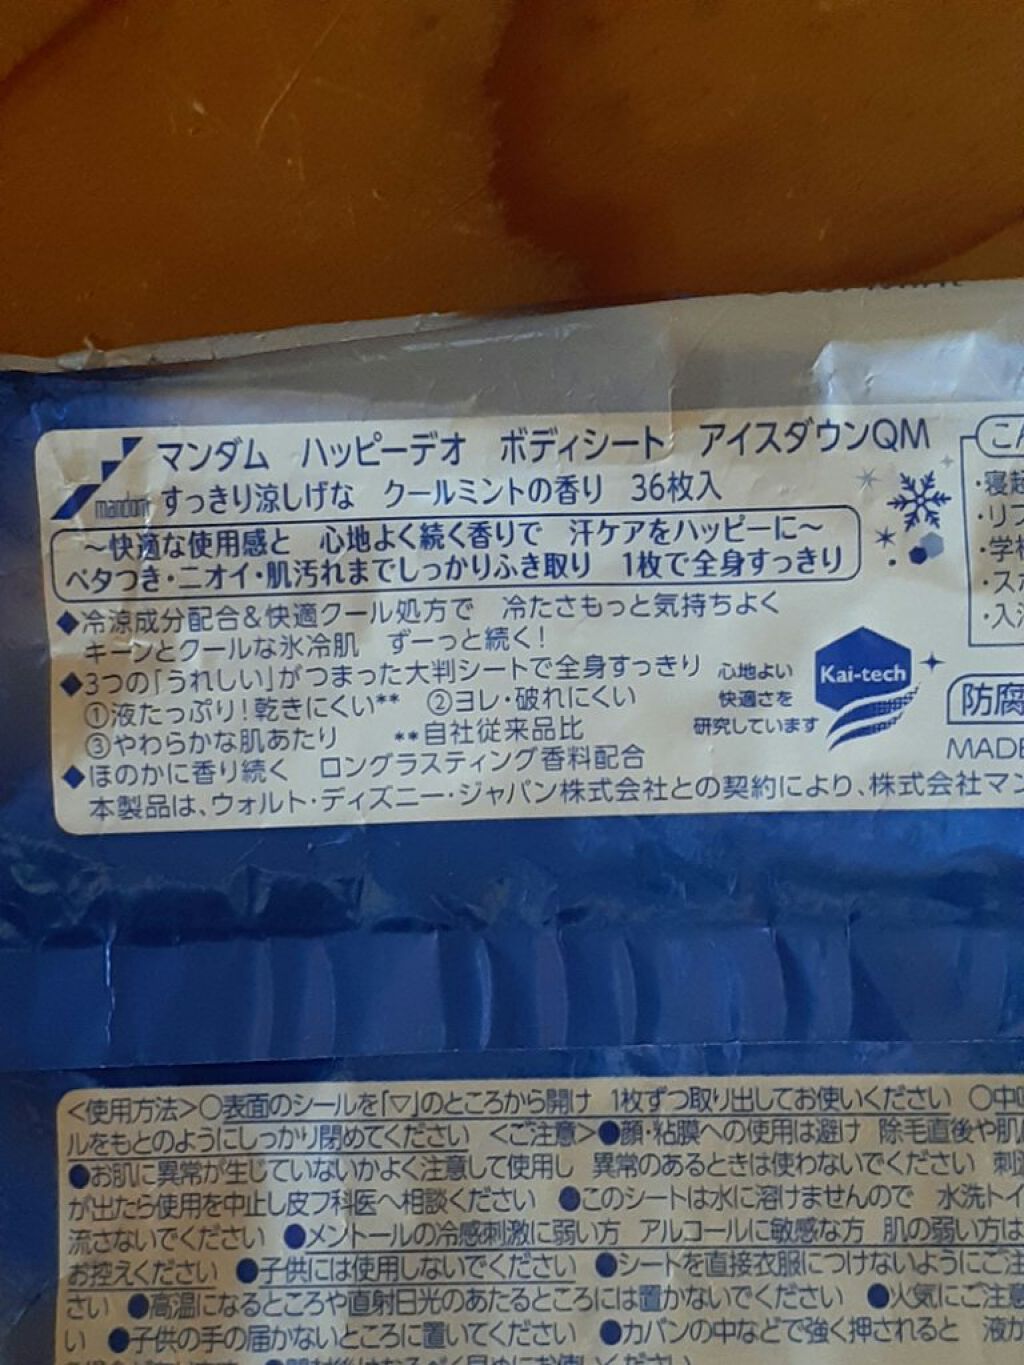 マンダム ハッピーデオ ボディシート アイスダウンQM
mandom すっきり涼しげな クールミントの香り 36枚入
～快適な使用感と 心地よく続く香りで 汗ケアをハッピーに～
ベタつき・ニオイ・肌汚れまでしっかりふき取り 1枚で全身すっきり
◆冷涼成分配合&快適クール処方で 冷たさもっと気持ちよく
キーンとクールな氷冷肌 ずーっと続く!
◆3つの「うれしい」がつまった大判シートで全身すっきり
①液たっぷり!乾きにくい** ②ヨレ・破れにくい
③やわらかな肌あたり **自社従来品比
◆ほのかに香り続く ロングラスティング香料配合
本製品は、ウォルト・ディズニー・ジャパン株式会社との契約により、株式会社マン
心地よい
快適さを
研究しています
Kai-tech
・リフ
・学校
・スポ
・入浴
防腐
MADE
<使用方法>○表面のシールを「▽」のところから開け 1枚ずつ取り出してお使いください ○中
ルをもとのようにしっかり閉めてください <ご注意>●顔・粘膜への使用は避け 除毛直後や肌
●お肌に異常が生じていないかよく注意して使用し 異常のあるときは使わないでください 刺
が出たら使用を中止し皮フ科医へ相談ください ●このシートは水に溶けませんので 水洗トイ
流さないでください ●メントールの冷感刺激に弱い方 アルコールに敏感な方 肌の弱い方は
お控えください ●子供には使用しないでください ●シートを直接衣服につけないようにご注
さい ●高温になるところや直射日光のあたるところには置かないでください ●火気にご注意
い ●子供の手の届かないところに置いてください ●カバンの中などで強く押されると 液が